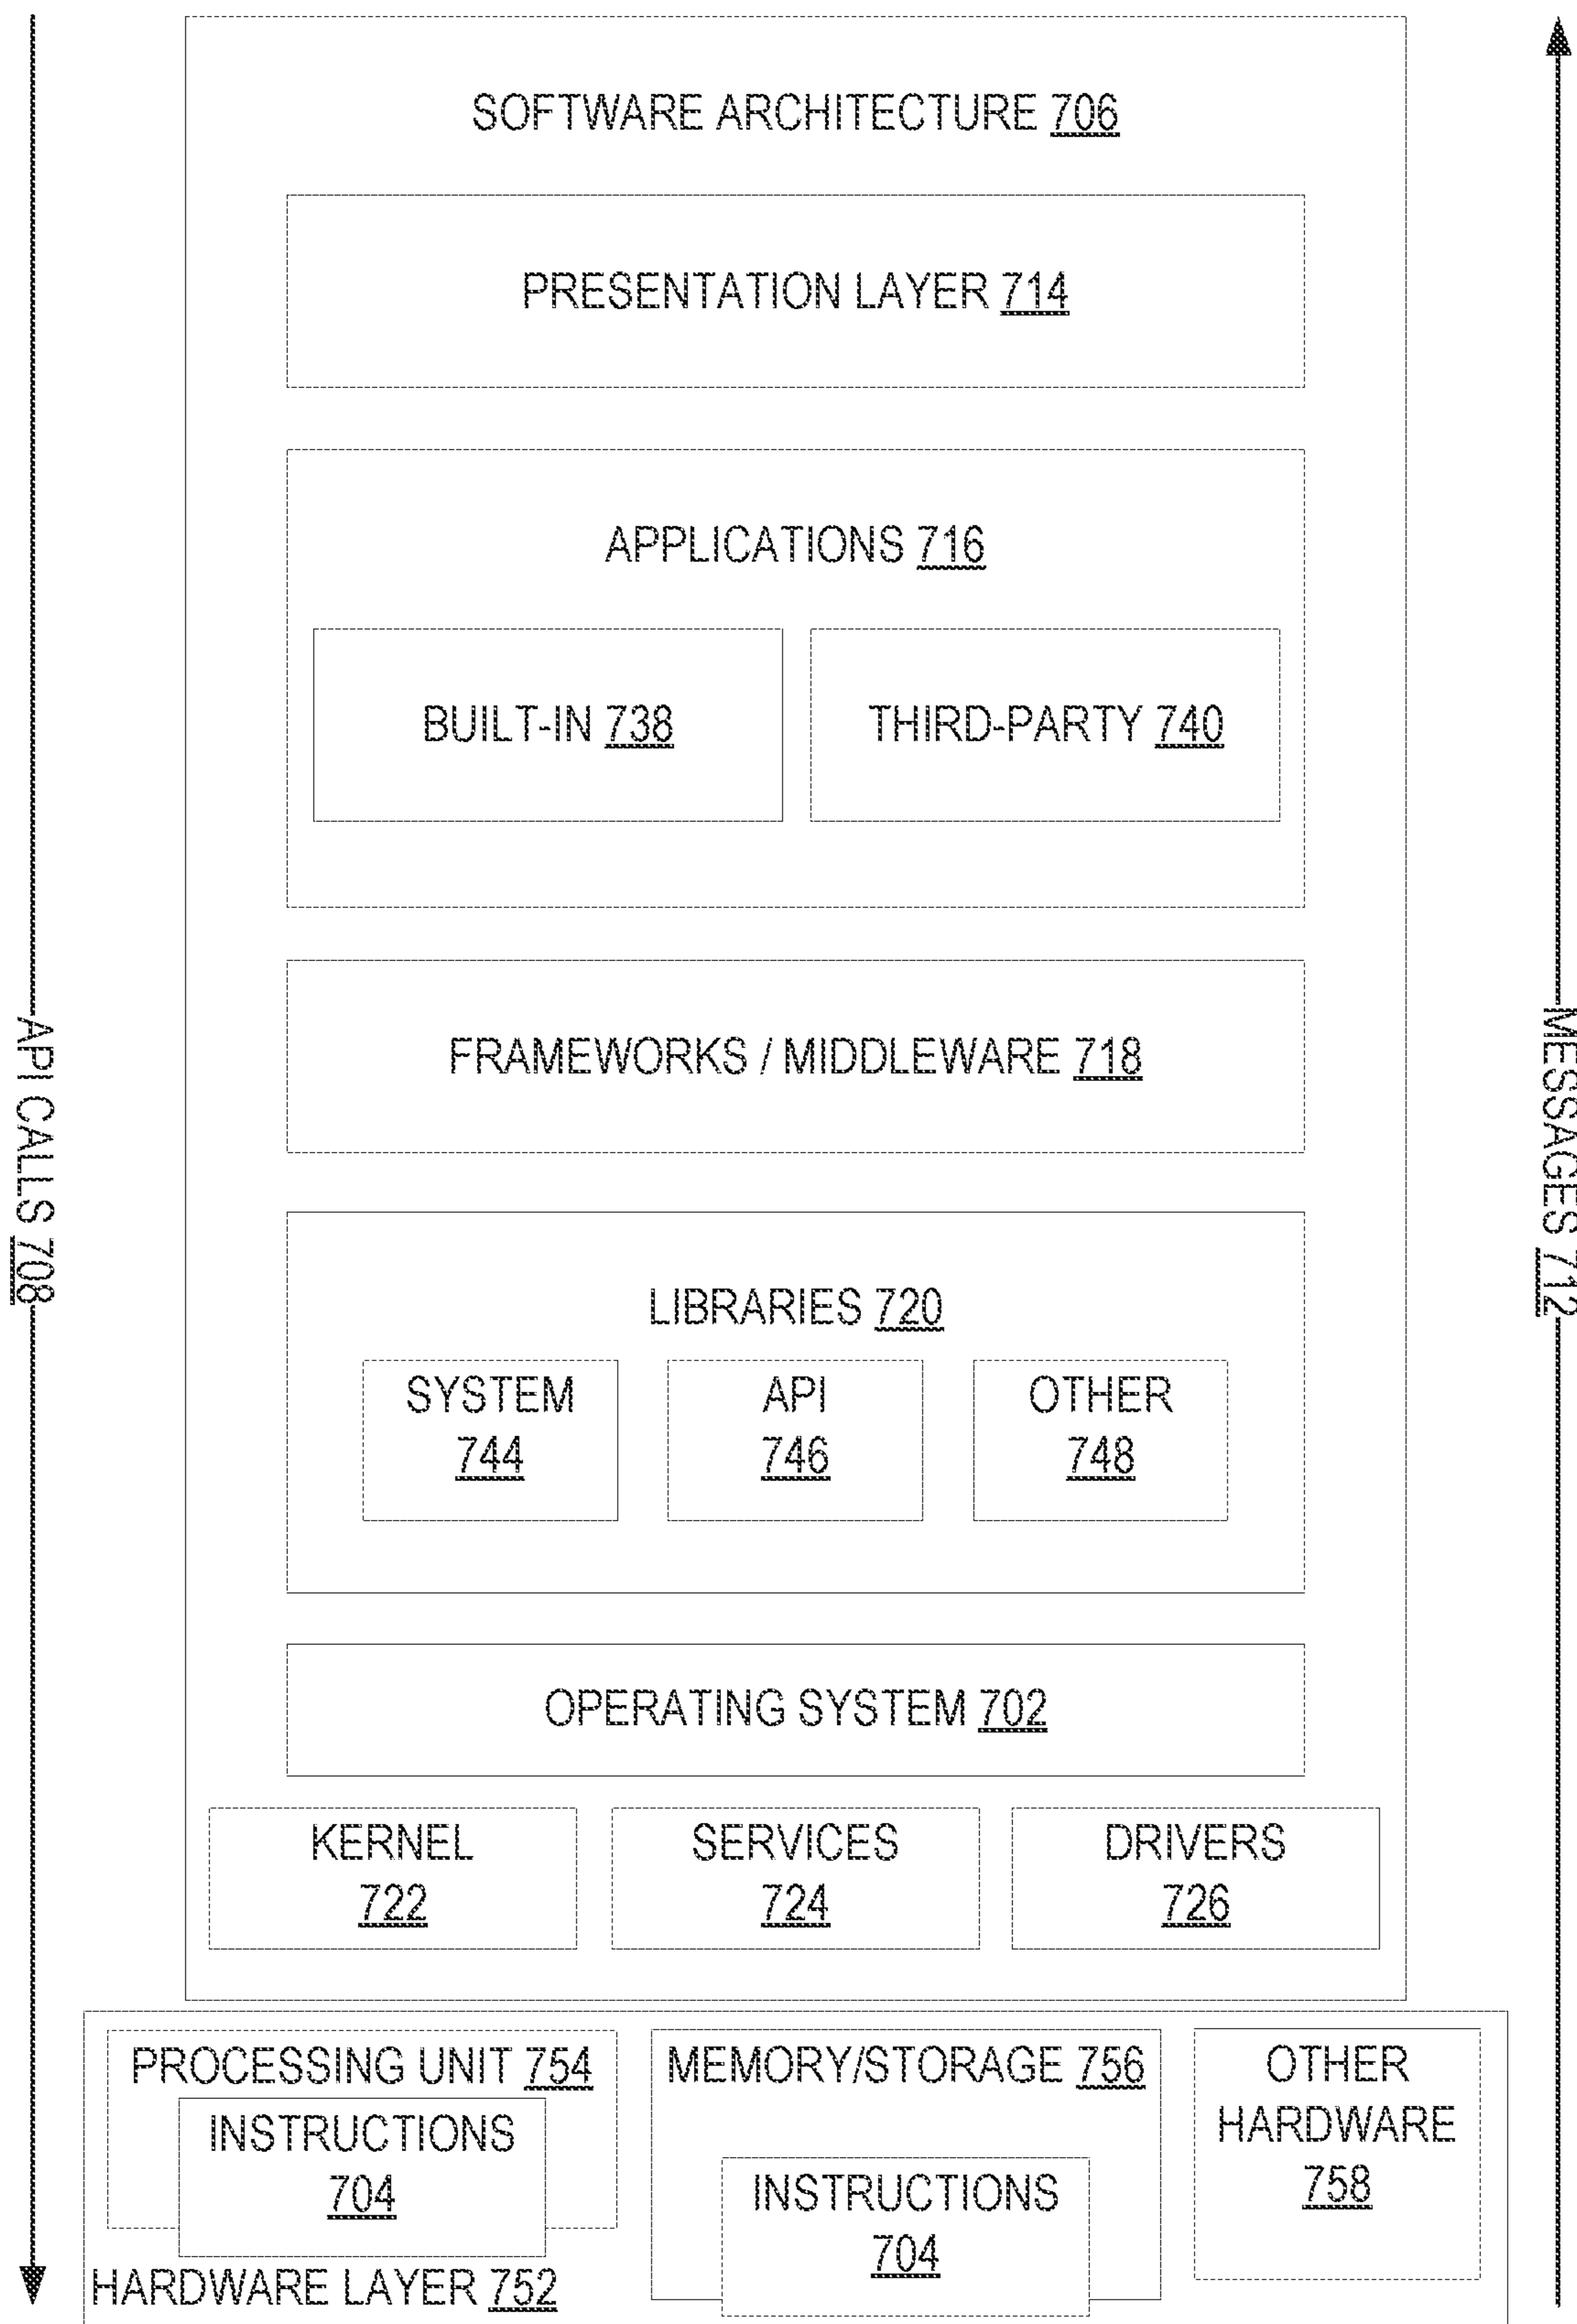 SOFTWARE ARCHITECTURE 706
PRESENTATION LAYER 714
APPLICATIONS 716
BUILT-IN 738
THIRD-PARTY 740
FRAMEWORKS / MIDDLEWARE 718
API CALLS 708
MESSAGES 712
LIBRARIES 720
SYSTEM
744
API
746
OTHER
748
OPERATING SYSTEM 702
KERNEL
722
SERVICES
724
DRIVERS
726
PROCESSING UNIT 754
INSTRUCTIONS
704
MEMORY/STORAGE 756
INSTRUCTIONS
704
OTHER
HARDWARE
758
HARDWARE LAYER 752